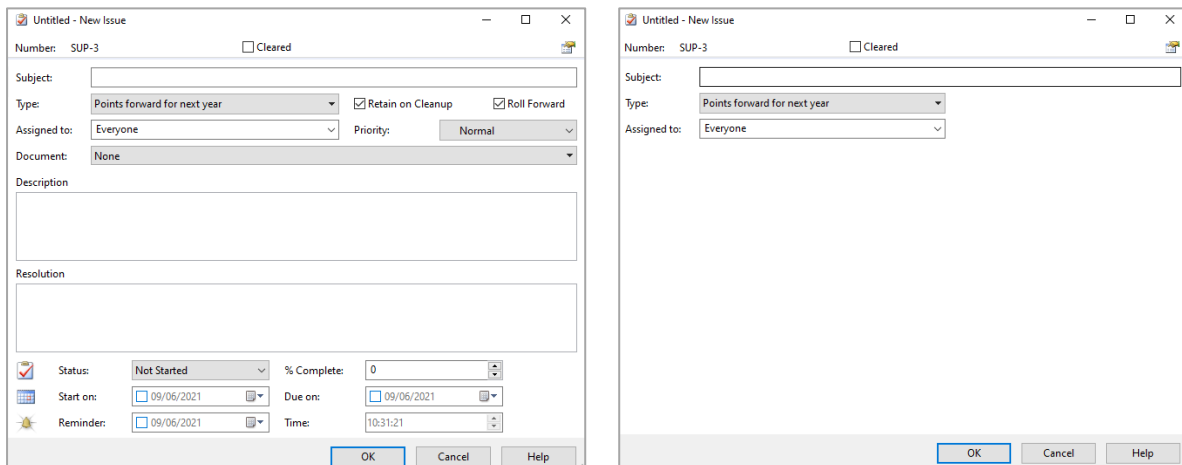 Untitled - New Issue
Number: SUP-3 Cleared
Subject:
Type: Points forward for next year Retain on Cleanup Roll Forward
Assigned to: Everyone Priority: Normal
Document: None
Description
Resolution
Status: Not Started % Complete: 0
Start on: 09/06/2021 Due on: 09/06/2021
Reminder: 09/06/2021 Time: 10:31:21
OK Cancel Help
Untitled - New Issue
Number: SUP-3 Cleared
Subject:
Type: Points forward for next year
Assigned to: Everyone
OK Cancel Help